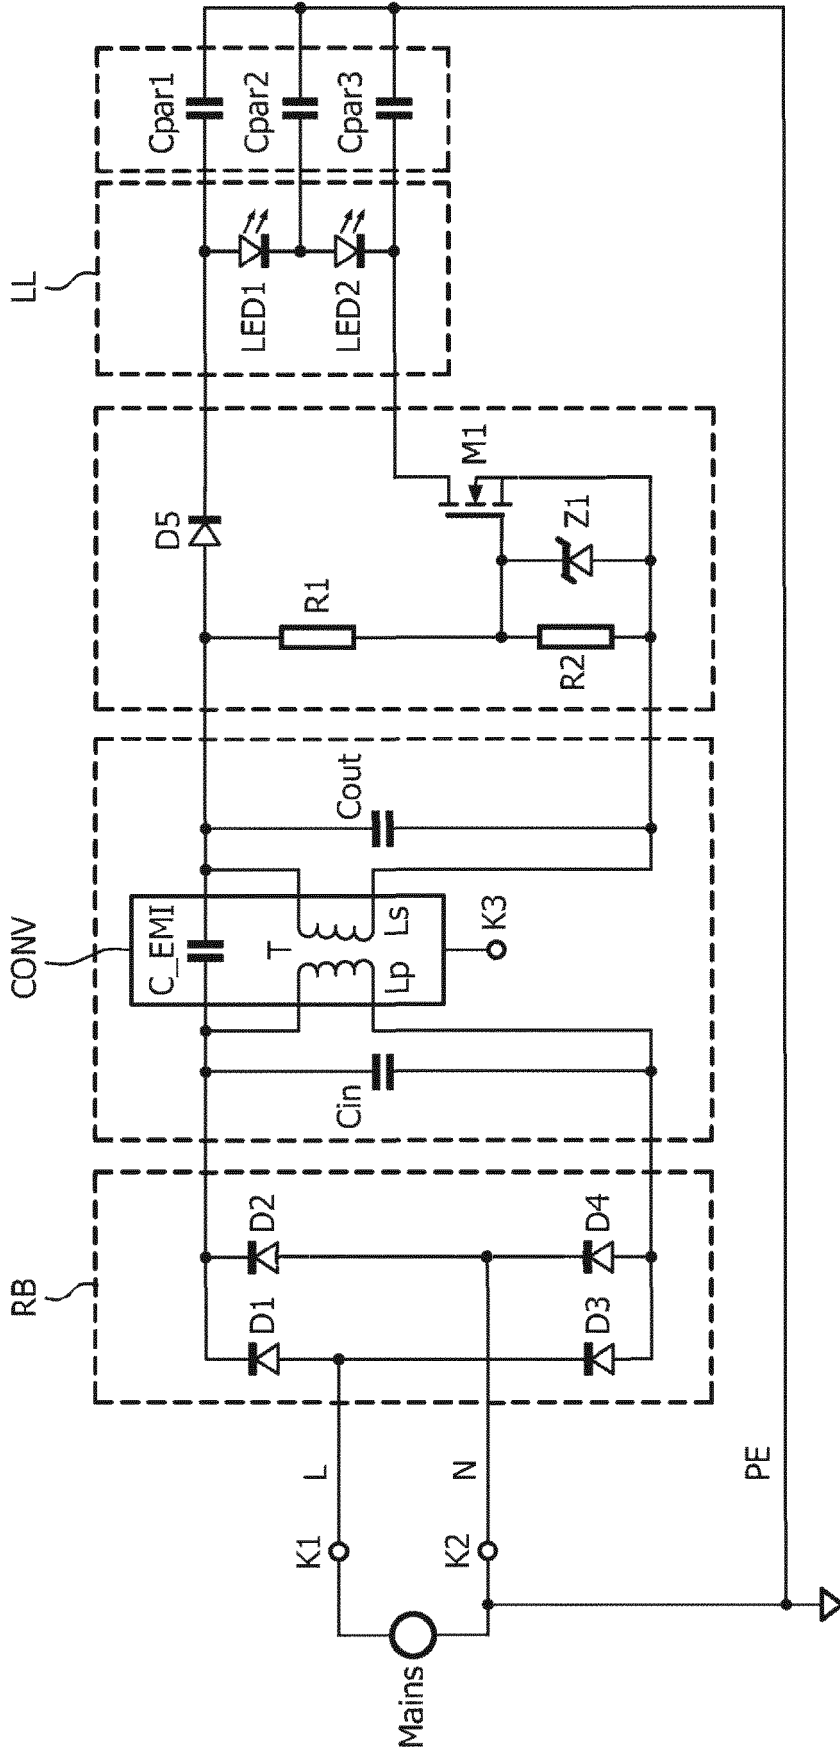 Mains
K1
K2
L
N
PE
RB
D1
D2
D3
D4
CONV
Cin
C_EMI
T
Lp
Ls
K3
Cout
R1
R2
D5
Z1
M1
LL
LED1
LED2
Cpar1
Cpar2
Cpar3